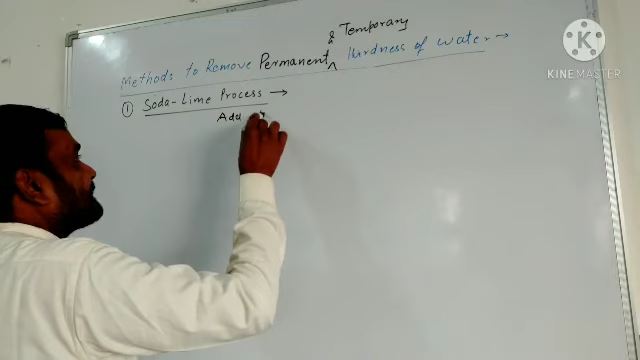 & Temporary
Methods to Remove Permanent ^ Hardness of water →
① Soda-Lime Process →
Add
KINEMASTER